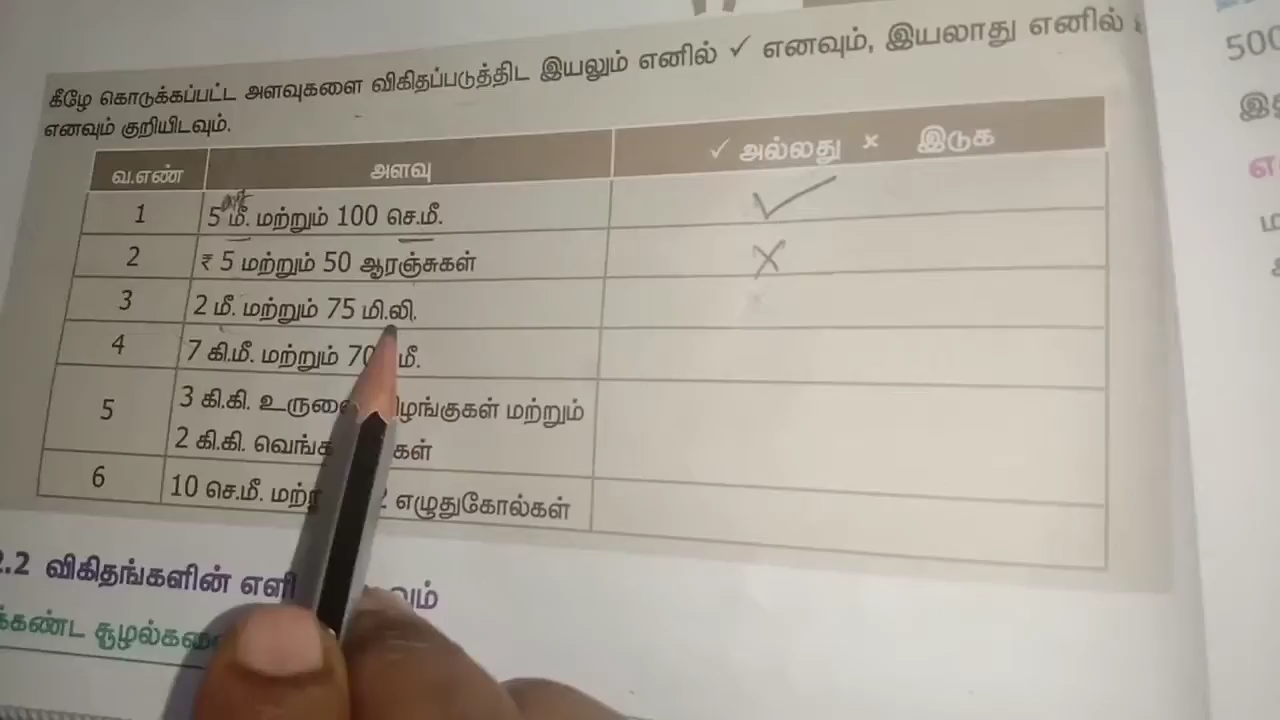 கீழே கொடுக்கப்பட்ட அளவுகளை விகிதப்படுத்திட இயலும் எனில் ✓ எனவும், இயலாது எனில்
எனவும் குறியிடவும்.
வ.எண் அளவு ✓ அல்லது × இடுக
1 5 மீ. மற்றும் 100 செ.மீ. ✓
2 ₹ 5 மற்றும் 50 ஆரஞ்சுகள் ×
3 2 மீ. மற்றும் 75 மி.லி.
4 7 கி.மீ. மற்றும் 70 மீ.
5 3 கி.கி. மற்றும்
2 கி.கி.
6 10 செ.மீ. எழுதுகோல்கள்
2.2 விகிதங்களின்
500